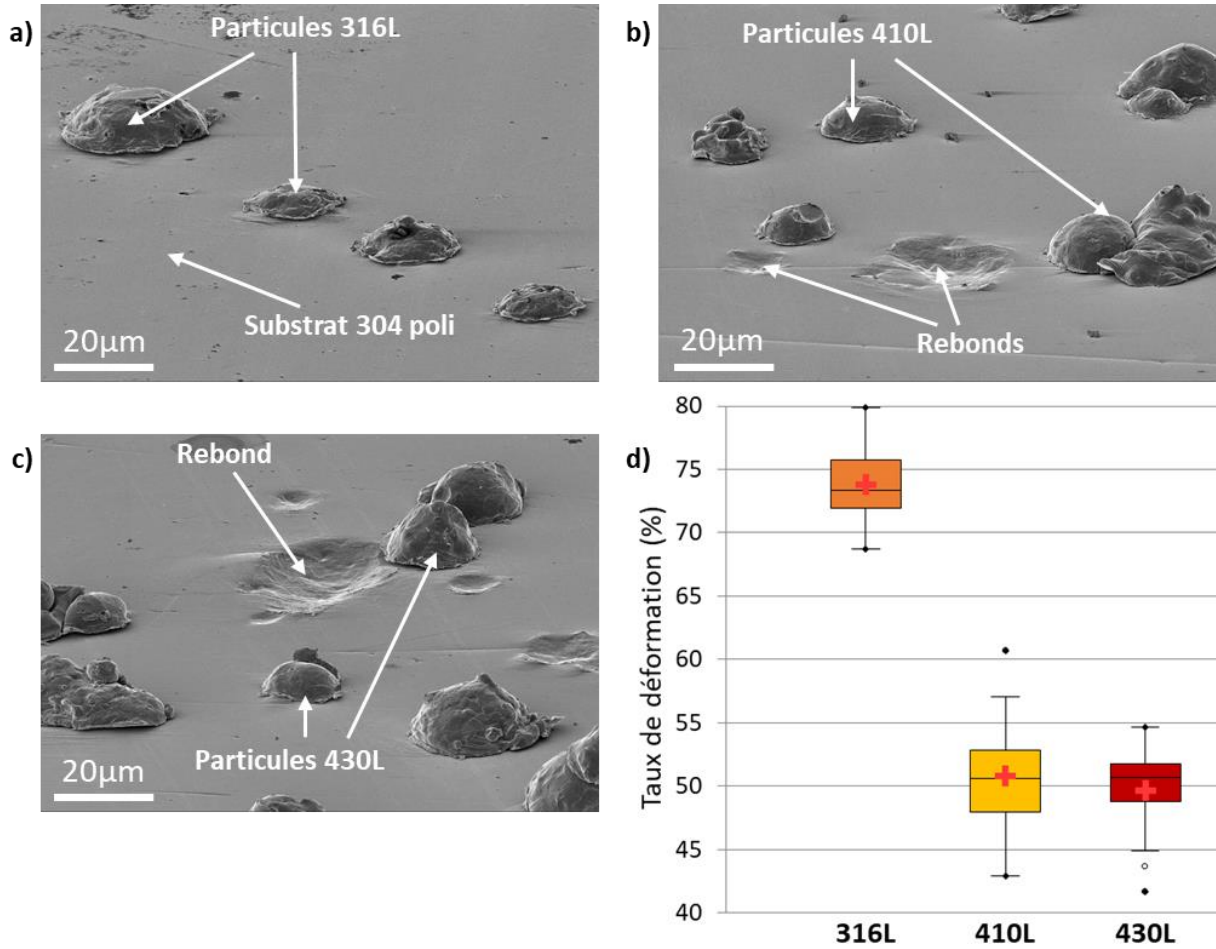 a)
Particules 316L
Substrat 304 poli
20µm
b)
Particules 410L
Rebonds
20µm
c)
Rebond
Particules 430L
20µm
d)
Taux de déformation (%)
80
75
70
65
60
55
50
45
40
316L 410L 430L